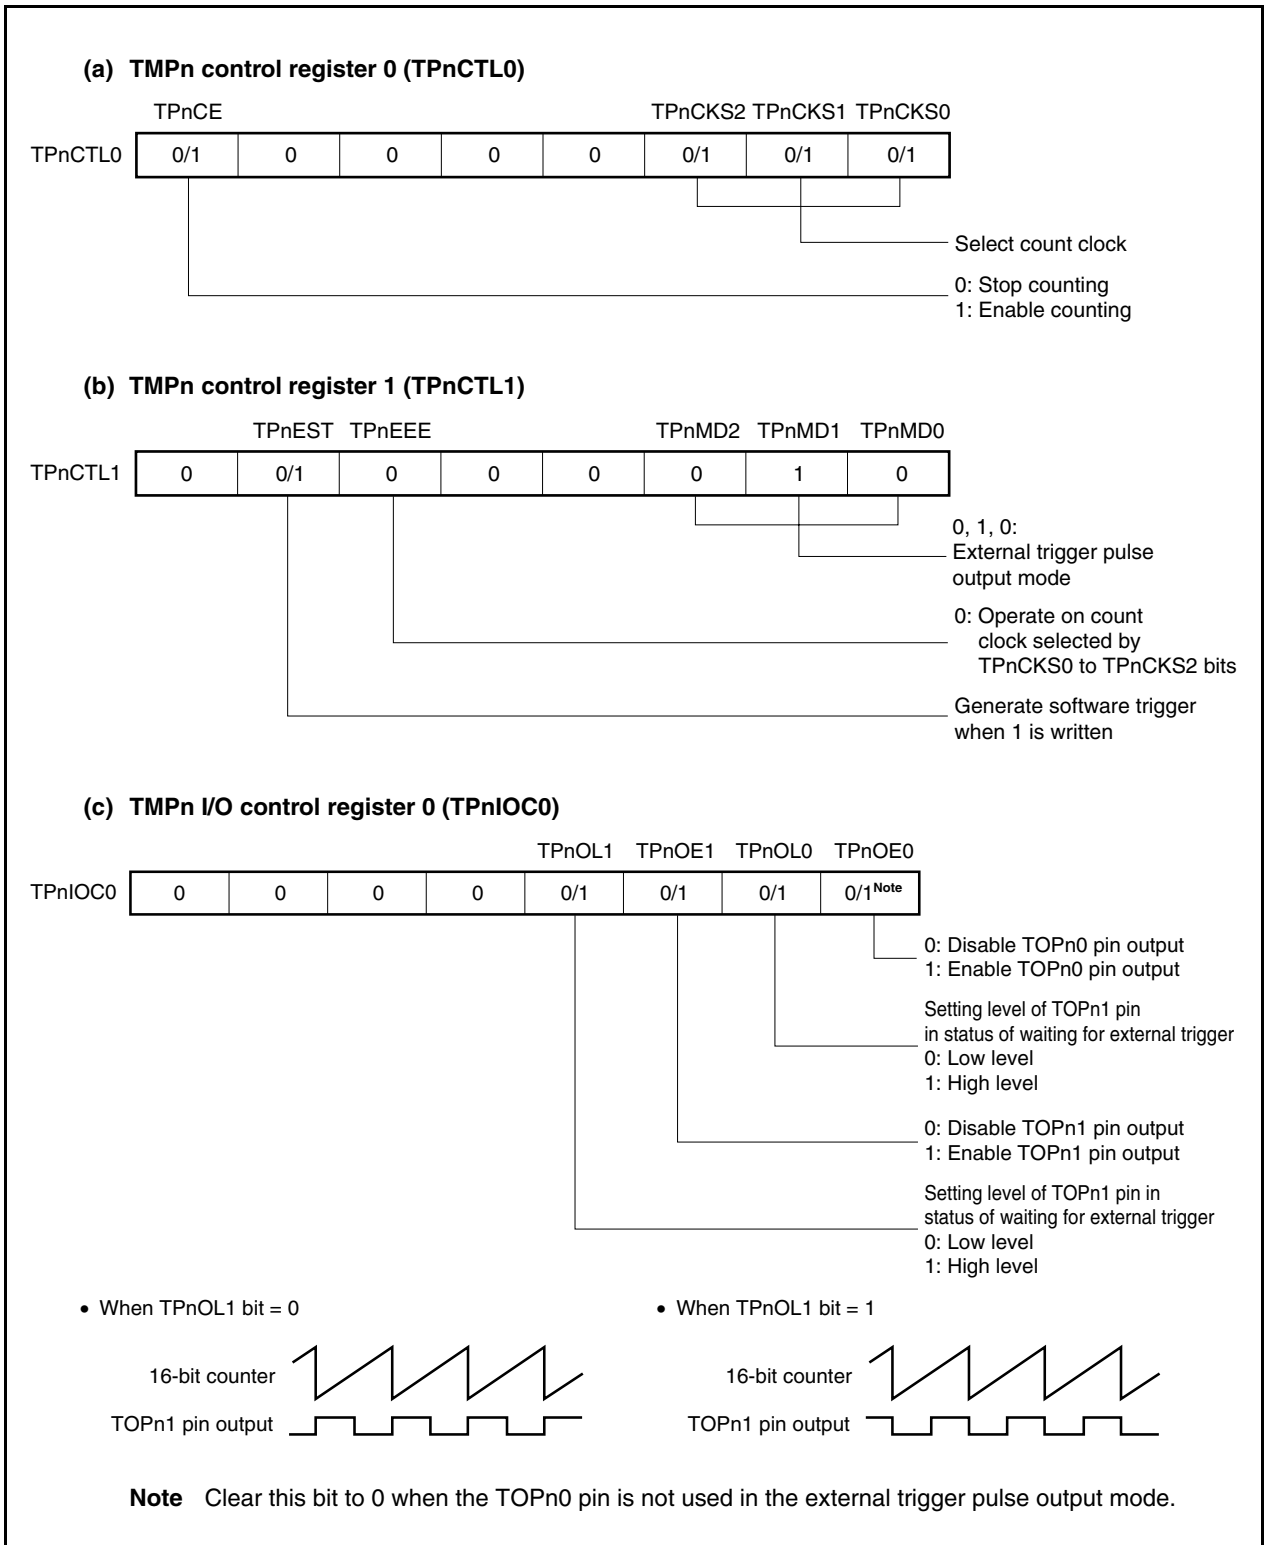 (a) TMPn control register 0 (TPnCTL0)
TPnCE TPnCKS2 TPnCKS1 TPnCKS0
TPnCTL0 0/1 0 0 0 0 0/1 0/1 0/1
Select count clock
0: Stop counting
1: Enable counting
(b) TMPn control register 1 (TPnCTL1)
TPnEST TPnEEE TPnMD2 TPnMD1 TPnMD0
TPnCTL1 0 0/1 0 0 0 0 1 0
0, 1, 0:
External trigger pulse
output mode
0: Operate on count
clock selected by
TPnCKS0 to TPnCKS2 bits
Generate software trigger
when 1 is written
(c) TMPn I/O control register 0 (TPnIOC0)
TPnOL1 TPnOE1 TPnOL0 TPnOE0
TPnIOC0 0 0 0 0 0/1 0/1 0/1 0/1Note
0: Disable TOPn0 pin output
1: Enable TOPn0 pin output
Setting level of TOPn1 pin
in status of waiting for external trigger
0: Low level
1: High level
0: Disable TOPn1 pin output
1: Enable TOPn1 pin output
Setting level of TOPn1 pin in
status of waiting for external trigger
0: Low level
1: High level
• When TPnOL1 bit = 0
16-bit counter
TOPn1 pin output
• When TPnOL1 bit = 1
16-bit counter
TOPn1 pin output
Note Clear this bit to 0 when the TOPn0 pin is not used in the external trigger pulse output mode.